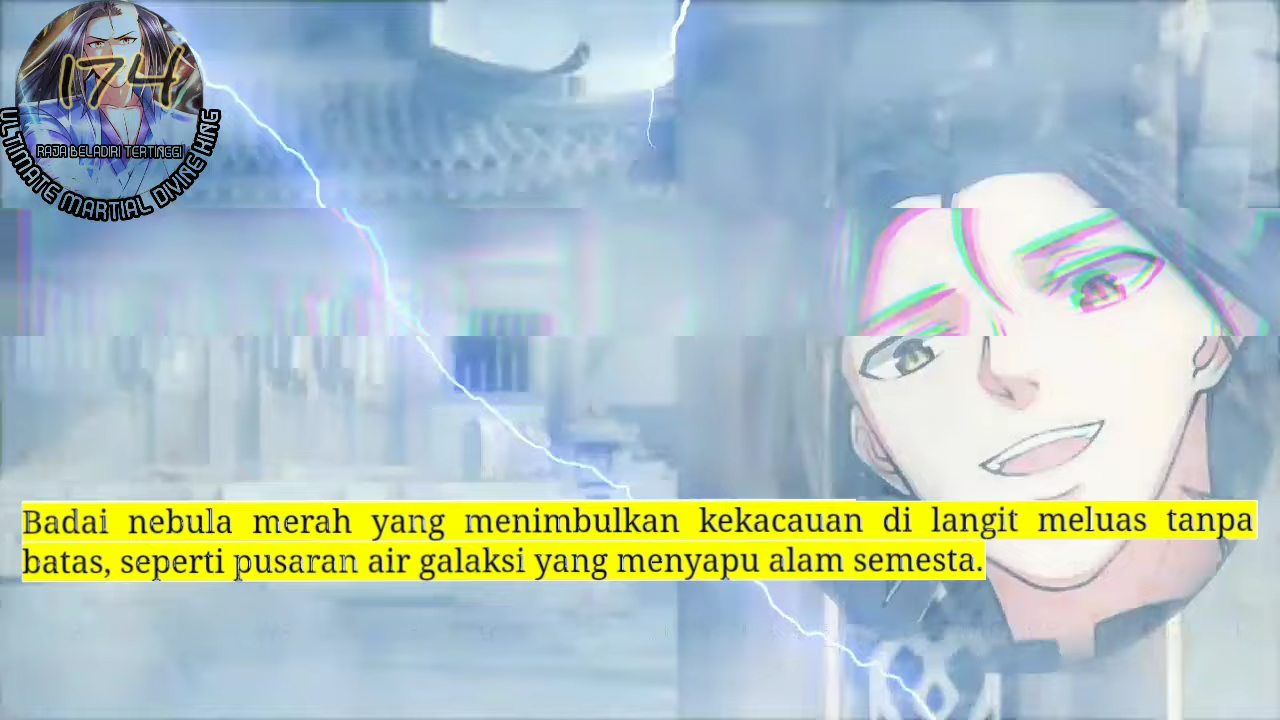 174
RAJA BELADIRI TERTINGGI
ULTIMATE MARTIAL DIVINE KING
Badai nebula merah yang menimbulkan kekacauan di langit meluas tanpa
batas, seperti pusaran air galaksi yang menyapu alam semesta.